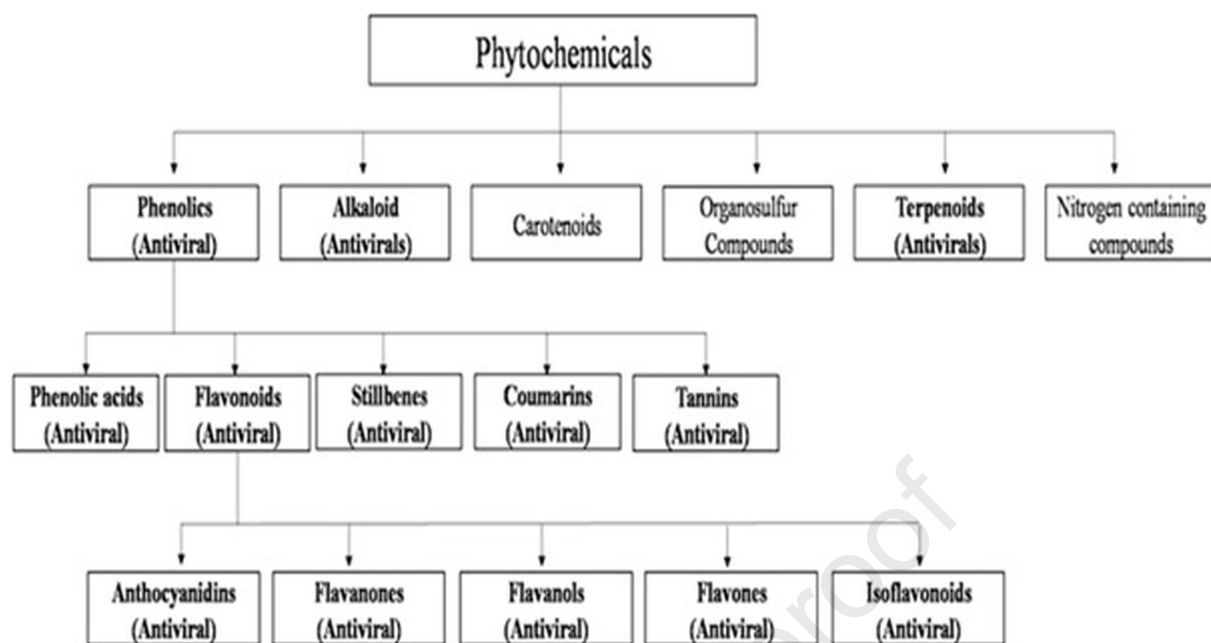 Phytochemicals
Phenolics
(Antiviral)
Alkaloid
(Antivirals)
Carotenoids
Organosulfur
Compounds
Terpenoids
(Antivirals)
Nitrogen containing
compounds
Phenolic acids
(Antiviral)
Flavonoids
(Antiviral)
Stillbenes
(Antiviral)
Coumarins
(Antiviral)
Tannins
(Antiviral)
Anthocyanidins
(Antiviral)
Flavanones
(Antiviral)
Flavanols
(Antiviral)
Flavones
(Antiviral)
Isoflavonoids
(Antiviral)
proof